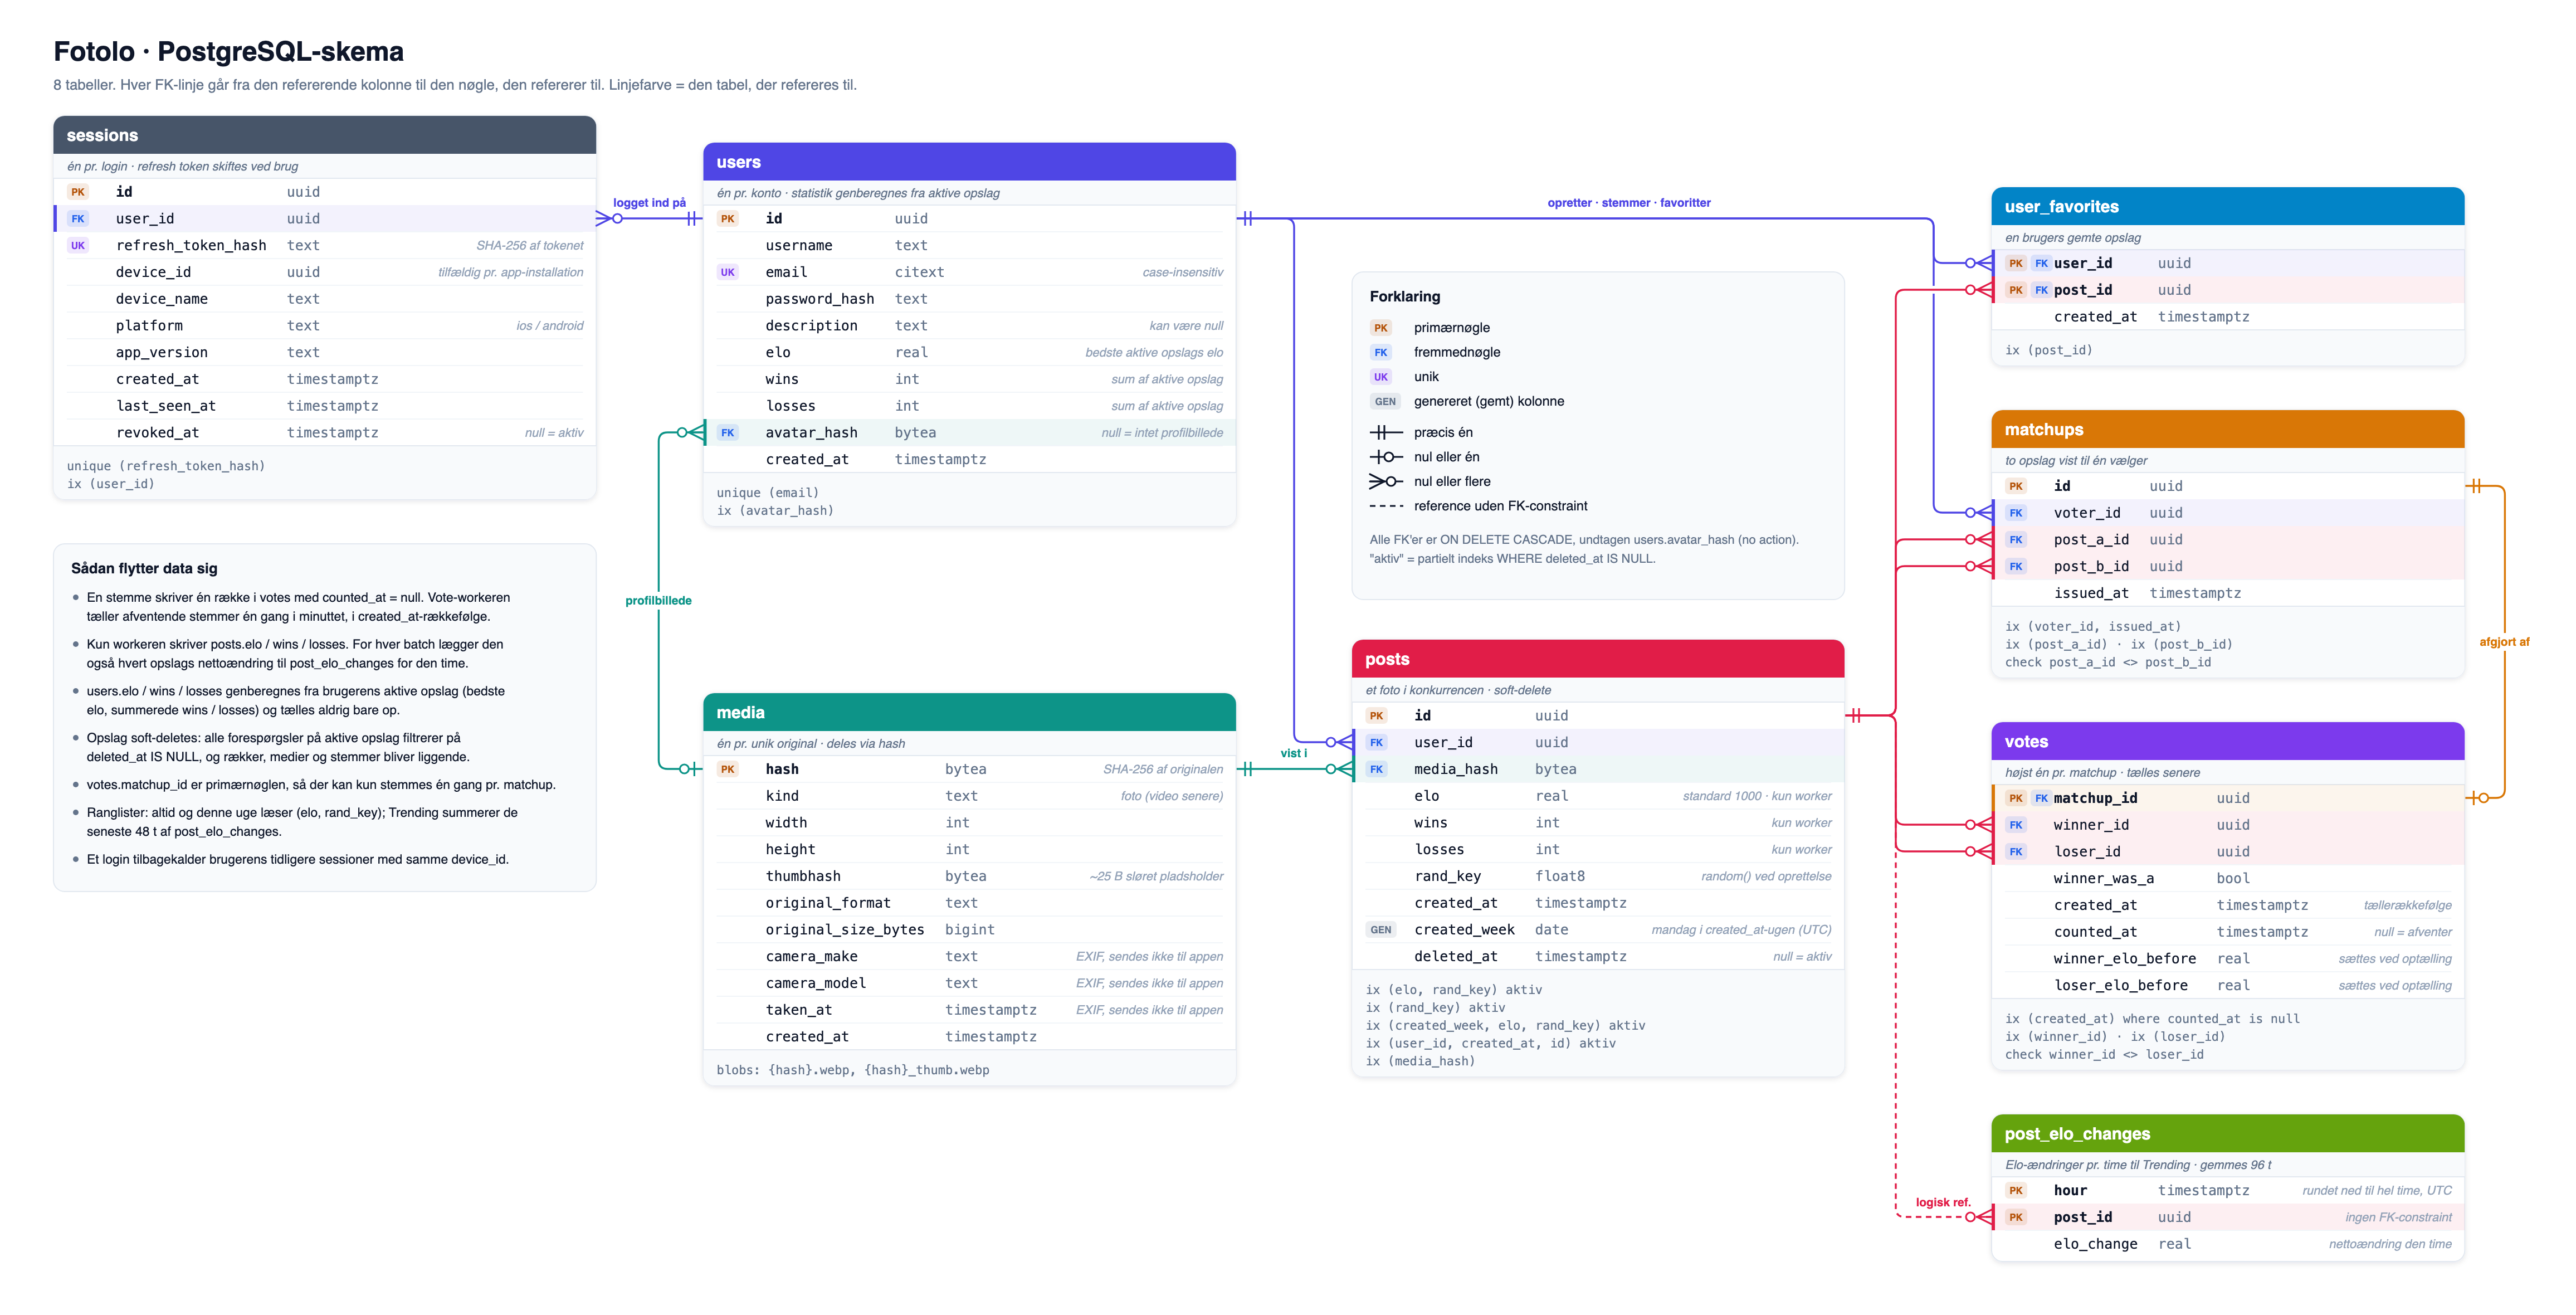 Fotolo · PostgreSQL-skema
8 tabeller. Hver FK-linje går fra den refererende kolonne til den nøgle, den refererer til. Linjefarve = den tabel, der refereres til.
sessions
én pr. login · refresh token skiftes ved brug
PK id uuid
FK user_id uuid
UK refresh_token_hash text SHA-256 af tokenet
device_id uuid tilfældig pr. app-installation
device_name text
platform text ios / android
app_version text
created_at timestamptz
last_seen_at timestamptz
revoked_at timestamptz null = aktiv
unique (refresh_token_hash)
ix (user_id)
logget ind på
Sådan flytter data sig
En stemme skriver én række i votes med counted_at = null. Vote-workeren
tæller afventende stemmer én gang i minuttet, i created_at-rækkefølge.
Kun workeren skriver posts.elo / wins / losses. For hver batch lægger den
også hvert opslags nettoændring til post_elo_changes for den time.
users.elo / wins / losses genberegnes fra brugerens aktive opslag (bedste
elo, summerede wins / losses) og tælles aldrig bare op.
Opslag soft-deletes: alle forespørgsler på aktive opslag filtrerer på
deleted_at IS NULL, og rækker, medier og stemmer bliver liggende.
votes.matchup_id er primærnøglen, så der kan kun stemmes én gang pr. matchup.
Ranglister: altid og denne uge læser (elo, rand_key); Trending summerer de
seneste 48 t af post_elo_changes.
Et login tilbagekalder brugerens tidligere sessioner med samme device_id.
users
én pr. konto · statistik genberegnes fra aktive opslag
PK id uuid
username text
UK email citext case-insensitiv
password_hash text
description text kan være null
elo real bedste aktive opslags elo
wins int sum af aktive opslag
losses int sum af aktive opslag
FK avatar_hash bytea null = intet profilbillede
created_at timestamptz
unique (email)
ix (avatar_hash)
profilbillede
media
én pr. unik original · deles via hash
PK hash bytea SHA-256 af originalen
kind text foto (video senere)
width int
height int
thumbhash bytea ~25 B sløret pladsholder
original_format text
original_size_bytes bigint
camera_make text EXIF, sendes ikke til appen
camera_model text EXIF, sendes ikke til appen
taken_at timestamptz EXIF, sendes ikke til appen
created_at timestamptz
blobs: {hash}.webp, {hash}_thumb.webp
vist i
opretter · stemmer · favoritter
Forklaring
PK primærnøgle
FK fremmednøgle
UK unik
GEN genereret (gemt) kolonne
præcis én
nul eller én
nul eller flere
reference uden FK-constraint
Alle FK'er er ON DELETE CASCADE, undtagen users.avatar_hash (no action).
"aktiv" = partielt indeks WHERE deleted_at IS NULL.
posts
et foto i konkurrencen · soft-delete
PK id uuid
FK user_id uuid
FK media_hash bytea
elo real standard 1000 · kun worker
wins int kun worker
losses int kun worker
rand_key float8 random() ved oprettelse
created_at timestamptz
GEN created_week date mandag i created_at-ugen (UTC)
deleted_at timestamptz null = aktiv
ix (elo, rand_key) aktiv
ix (rand_key) aktiv
ix (created_week, elo, rand_key) aktiv
ix (user_id, created_at, id) aktiv
ix (media_hash)
user_favorites
en brugers gemte opslag
PK FK user_id uuid
PK FK post_id uuid
created_at timestamptz
ix (post_id)
matchups
to opslag vist til én vælger
PK id uuid
FK voter_id uuid
FK post_a_id uuid
FK post_b_id uuid
issued_at timestamptz
ix (voter_id, issued_at)
ix (post_a_id) · ix (post_b_id)
check post_a_id <> post_b_id
afgjort af
votes
højst én pr. matchup · tælles senere
PK FK matchup_id uuid
FK winner_id uuid
FK loser_id uuid
winner_was_a bool
created_at timestamptz tællerækkefølge
counted_at timestamptz null = afventer
winner_elo_before real sættes ved optælling
loser_elo_before real sættes ved optælling
ix (created_at) where counted_at is null
ix (winner_id) · ix (loser_id)
check winner_id <> loser_id
logisk ref.
post_elo_changes
Elo-ændringer pr. time til Trending · gemmes 96 t
PK hour timestamptz rundet ned til hel time, UTC
PK post_id uuid ingen FK-constraint
elo_change real nettoændring den time